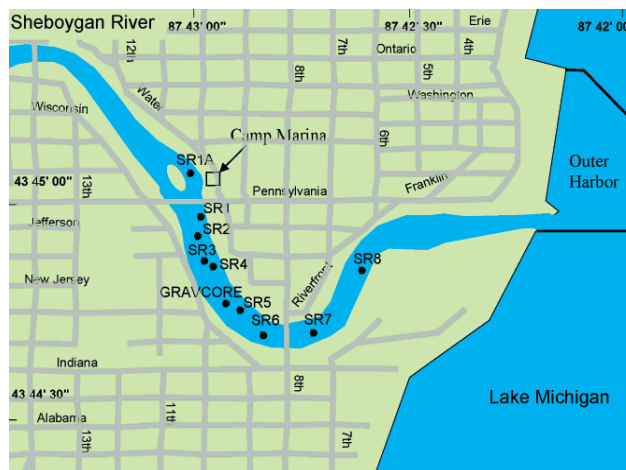 Sheboygan River
87 43' 00"
87 42' 30"
87 42' 00"
12th
7th
Erie
4th
Ontario
8th
5th
Water
Washington
Wisconsin
Camp Marina
6th
SR1A
Outer
Harbor
43 45' 00"
13th
Pennsylvania
Franklin
SR1
Jefferson
SR2
SR3
SR4
SR8
New Jersey
Riverfront
GRAVCORE
SR5
SR6
SR7
Indiana
8th
43 44' 30"
11th
Lake Michigan
Alabama
13th
7th